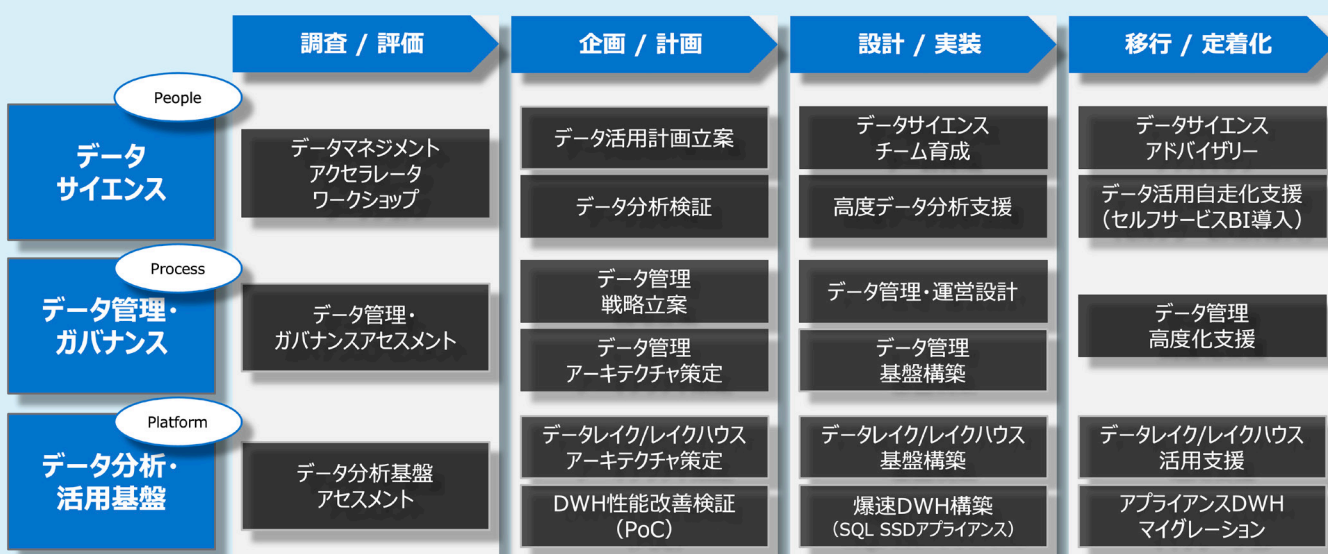 調査 / 評価
企画 / 計画
設計 / 実装
移行 / 定着化
People
データ
サイエンス
データマネジメント
アクセラレータ
ワークショップ
データ活用計画立案
データ分析検証
データサイエンス
チーム育成
高度データ分析支援
データサイエンス
アドバイザリー
データ活用自走化支援
（セルフサービスBI導入）
Process
データ管理・
ガバナンス
データ管理・
ガバナンスアセスメント
データ管理
戦略立案
データ管理
アーキテクチャ策定
データ管理・運営設計
データ管理
基盤構築
データ管理
高度化支援
Platform
データ分析・
活用基盤
データ分析基盤
アセスメント
データレイク/レイクハウス
アーキテクチャ策定
DWH性能改善検証
（PoC）
データレイク/レイクハウス
基盤構築
爆速DWH構築
（SQL SSDアプライアンス）
データレイク/レイクハウス
活用支援
アプライアンスDWH
マイグレーション